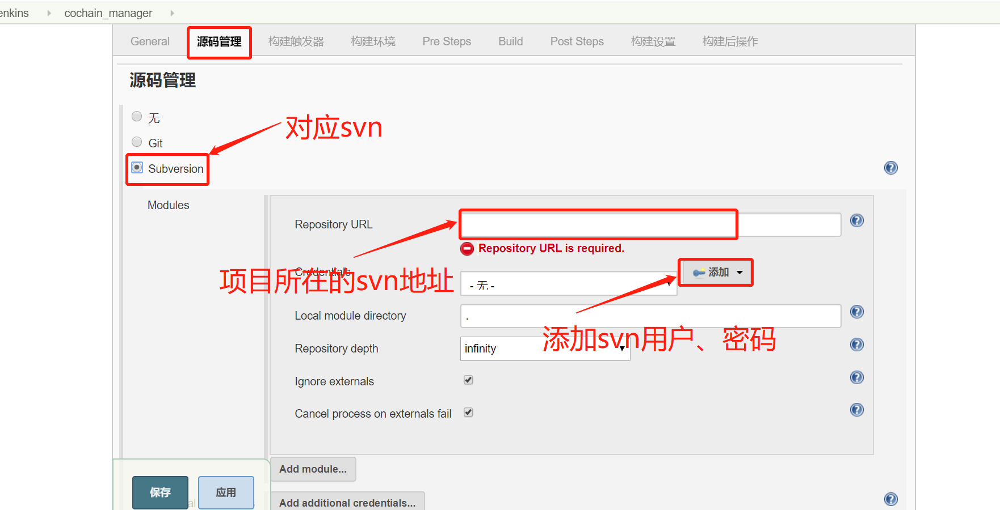 enkins cochain_manager
General 源码管理 构建触发器 构建环境 Pre Steps Build Post Steps 构建设置 构建后操作
源码管理
无
对应svn
Git
Subversion
Modules
Repository URL
Repository URL is required.
Credentials
项目所在的svn地址
- 无 -
添加
Local module directory
.
添加svn用户、密码
Repository depth
infinity
Ignore externals
Cancel process on externals fail
Add module...
保存
应用
Add additional credentials...